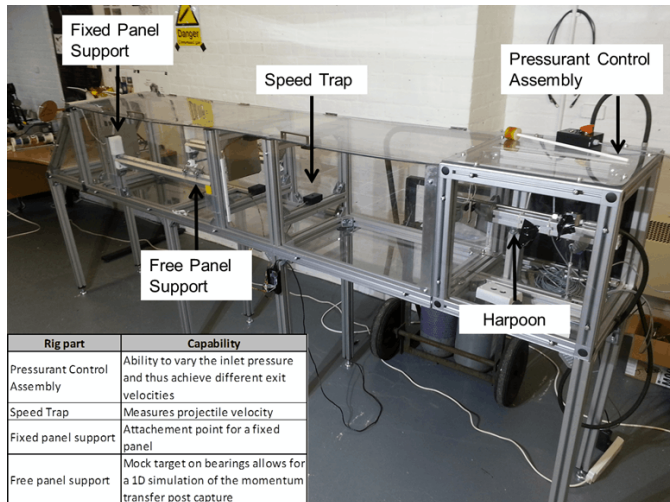 Fixed Panel
Support
Danger
Speed Trap
Pressurant Control
Assembly
Free Panel
Support
Harpoon
Rig part Capability
Pressurant Control
Assembly
Ability to vary the inlet pressure
and thus achieve different exit
velocities
Speed Trap Measures projectile velocity
Fixed panel support
Attachement point for a fixed
panel
Free panel support
Mock target on bearings allows for
a 1D simulation of the momentum
transfer post capture